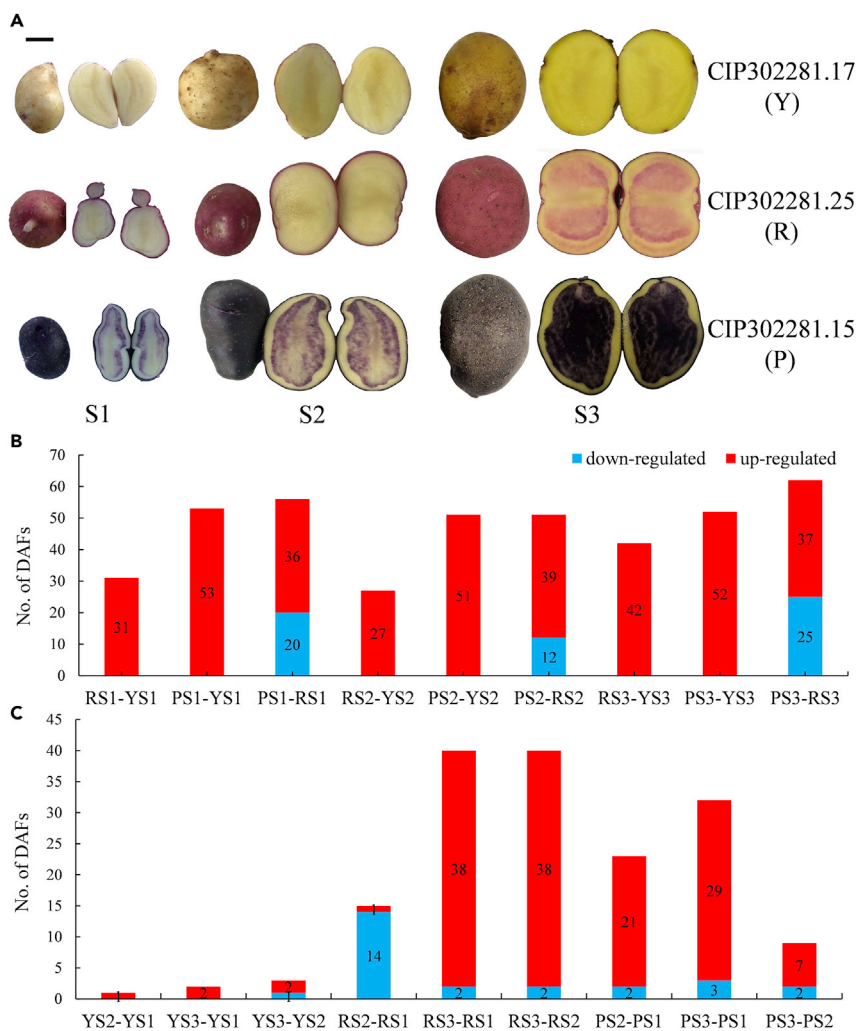 A
CIP302281.17
(Y)
CIP302281.25
(R)
CIP302281.15
(P)
S1 S2 S3
B
70
60
50
40
30
20
10
0
No. of DAFs
down-regulated up-regulated
31 53 36 20 27 51 39 12 42 52 37 25
RS1-YS1 PS1-YS1 PS1-RS1 RS2-YS2 PS2-YS2 PS2-RS2 RS3-YS3 PS3-YS3 PS3-RS3
C
45
40
35
30
25
20
15
10
5
0
No. of DAFs
1 2 2 1 1 14 38 2 38 2 21 2 29 3 7 2
YS2-YS1 YS3-YS1 YS3-YS2 RS2-RS1 RS3-RS1 RS3-RS2 PS2-PS1 PS3-PS1 PS3-PS2